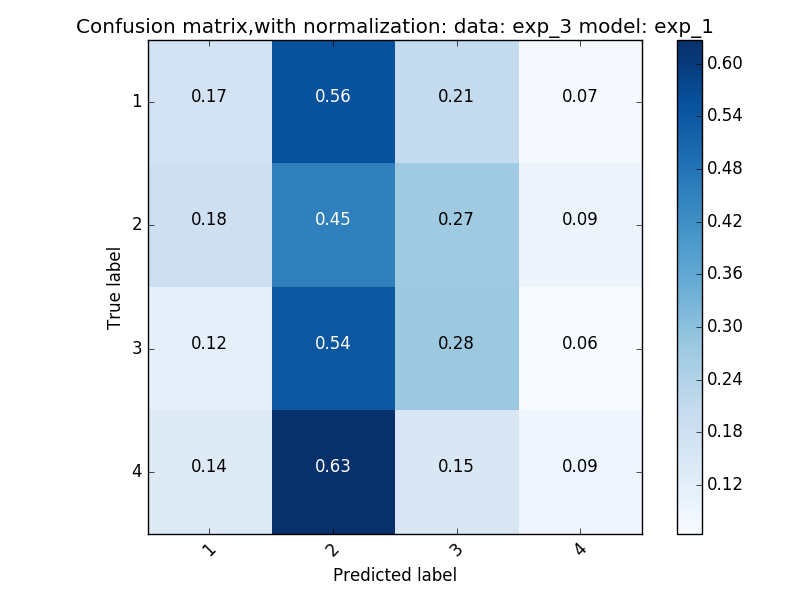 Confusion matrix,with normalization: data: exp_3 model: exp_1
1 0.17 0.56 0.21 0.07
2 0.18 0.45 0.27 0.09
3 0.12 0.54 0.28 0.06
4 0.14 0.63 0.15 0.09
1 2 3 4
Predicted label
True label
0.60
0.54
0.48
0.42
0.36
0.30
0.24
0.18
0.12